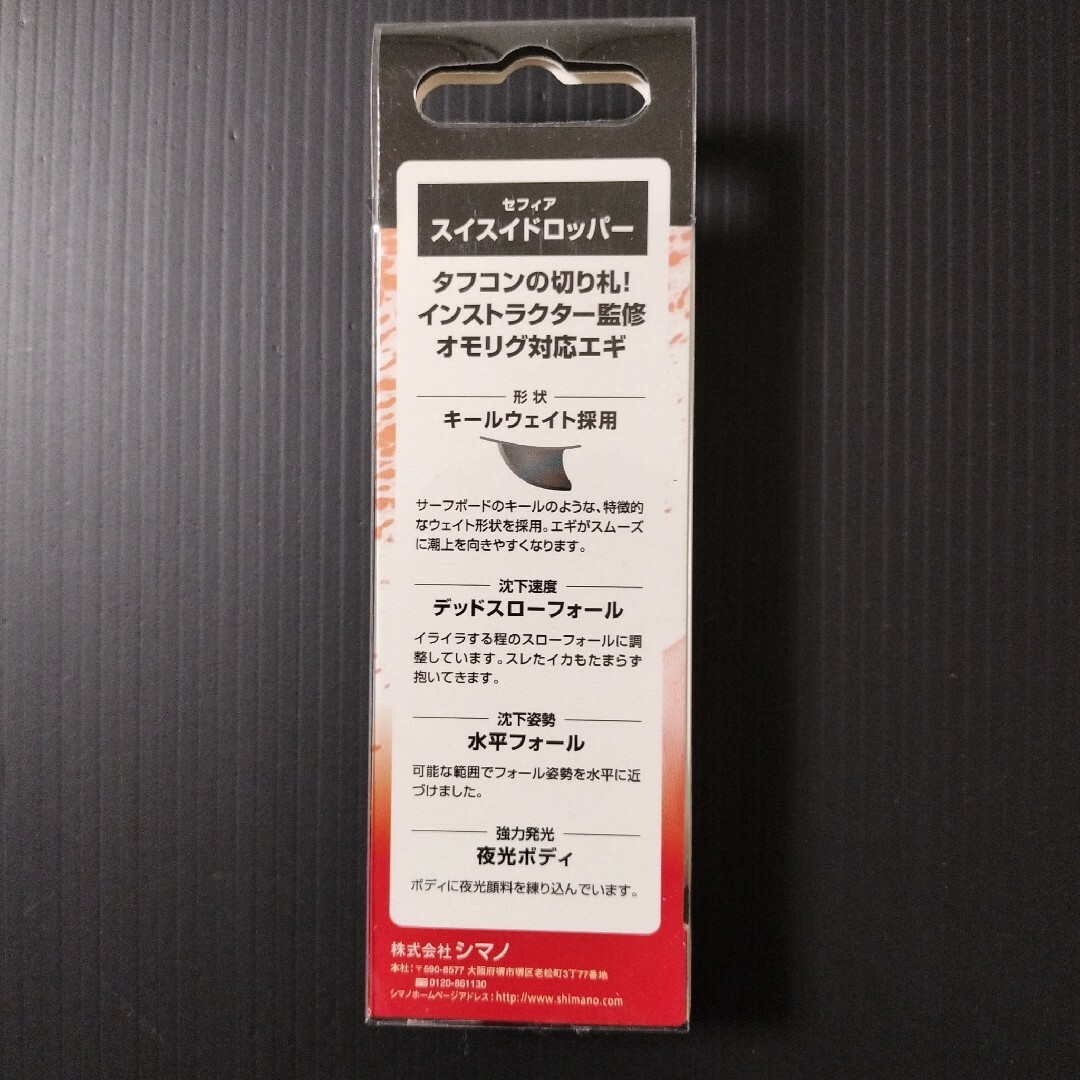 セフィア
スイスイドロッパー
タフコンの切り札!
インストラクター監修
オモリグ対応エギ
形状
キールウェイト採用
サーフボードのキールのような、特徴的
なウェイト形状を採用。エギがスムーズ
に潮上を向きやすくなります。
沈下速度
デッドスローフォール
イライラする程のスローフォールに調
整しています。スレたイカもたまらず
抱いてきます。
沈下姿勢
水平フォール
可能な範囲でフォール姿勢を水平に近
づけました。
強力発光
夜光ボディ
ボディに夜光顔料を練り込んでいます。
株式会社シマノ
本社:〒590-8577 大阪府堺市堺区老松町3丁77番地
0120-861130
シマノホームページアドレス:http://www.shimano.com